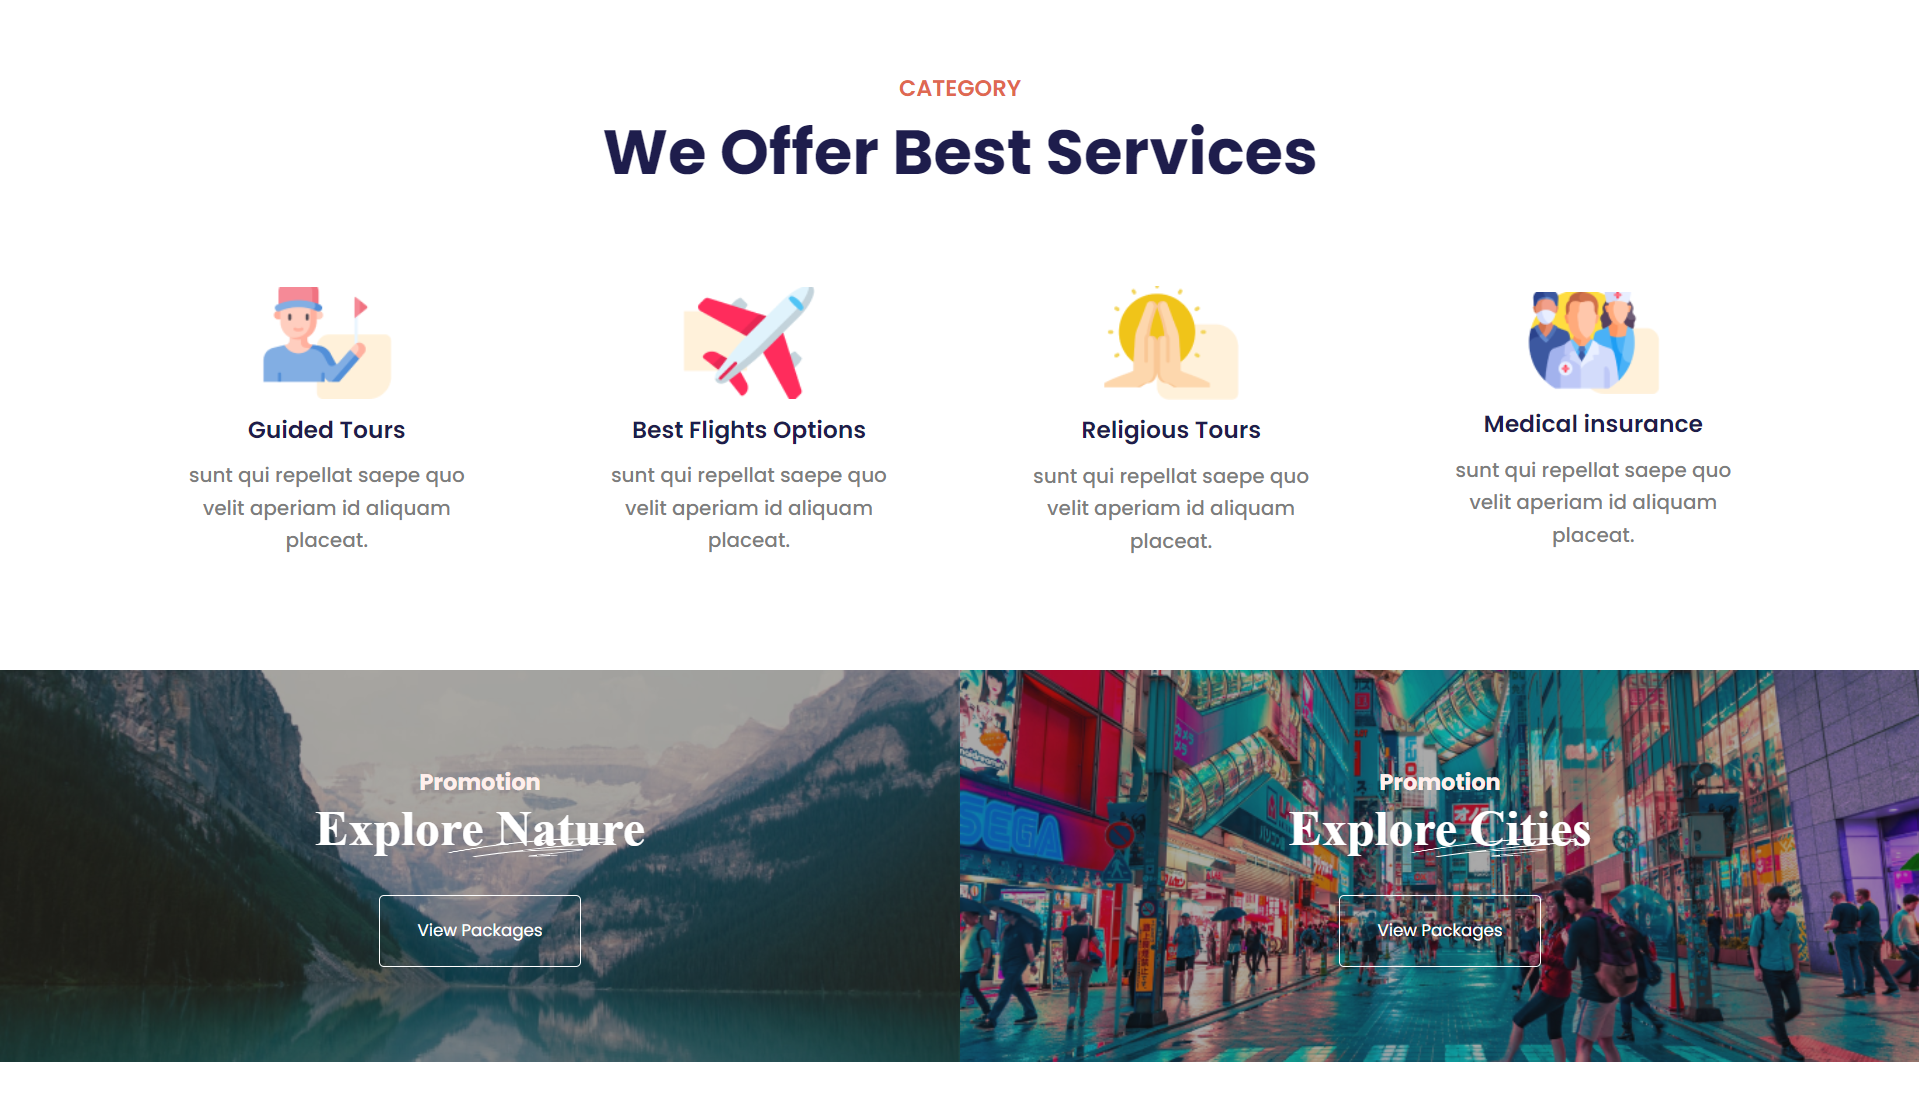 CATEGORY
We Offer Best Services
Guided Tours
sunt qui repellat saepe quo
velit aperiam id aliquam
placeat.
Best Flights Options
sunt qui repellat saepe quo
velit aperiam id aliquam
placeat.
Religious Tours
sunt qui repellat saepe quo
velit aperiam id aliquam
placeat.
Medical insurance
sunt qui repellat saepe quo
velit aperiam id aliquam
placeat.
Promotion
Explore Nature
View Packages
Promotion
Explore Cities
View Packages
SEGA